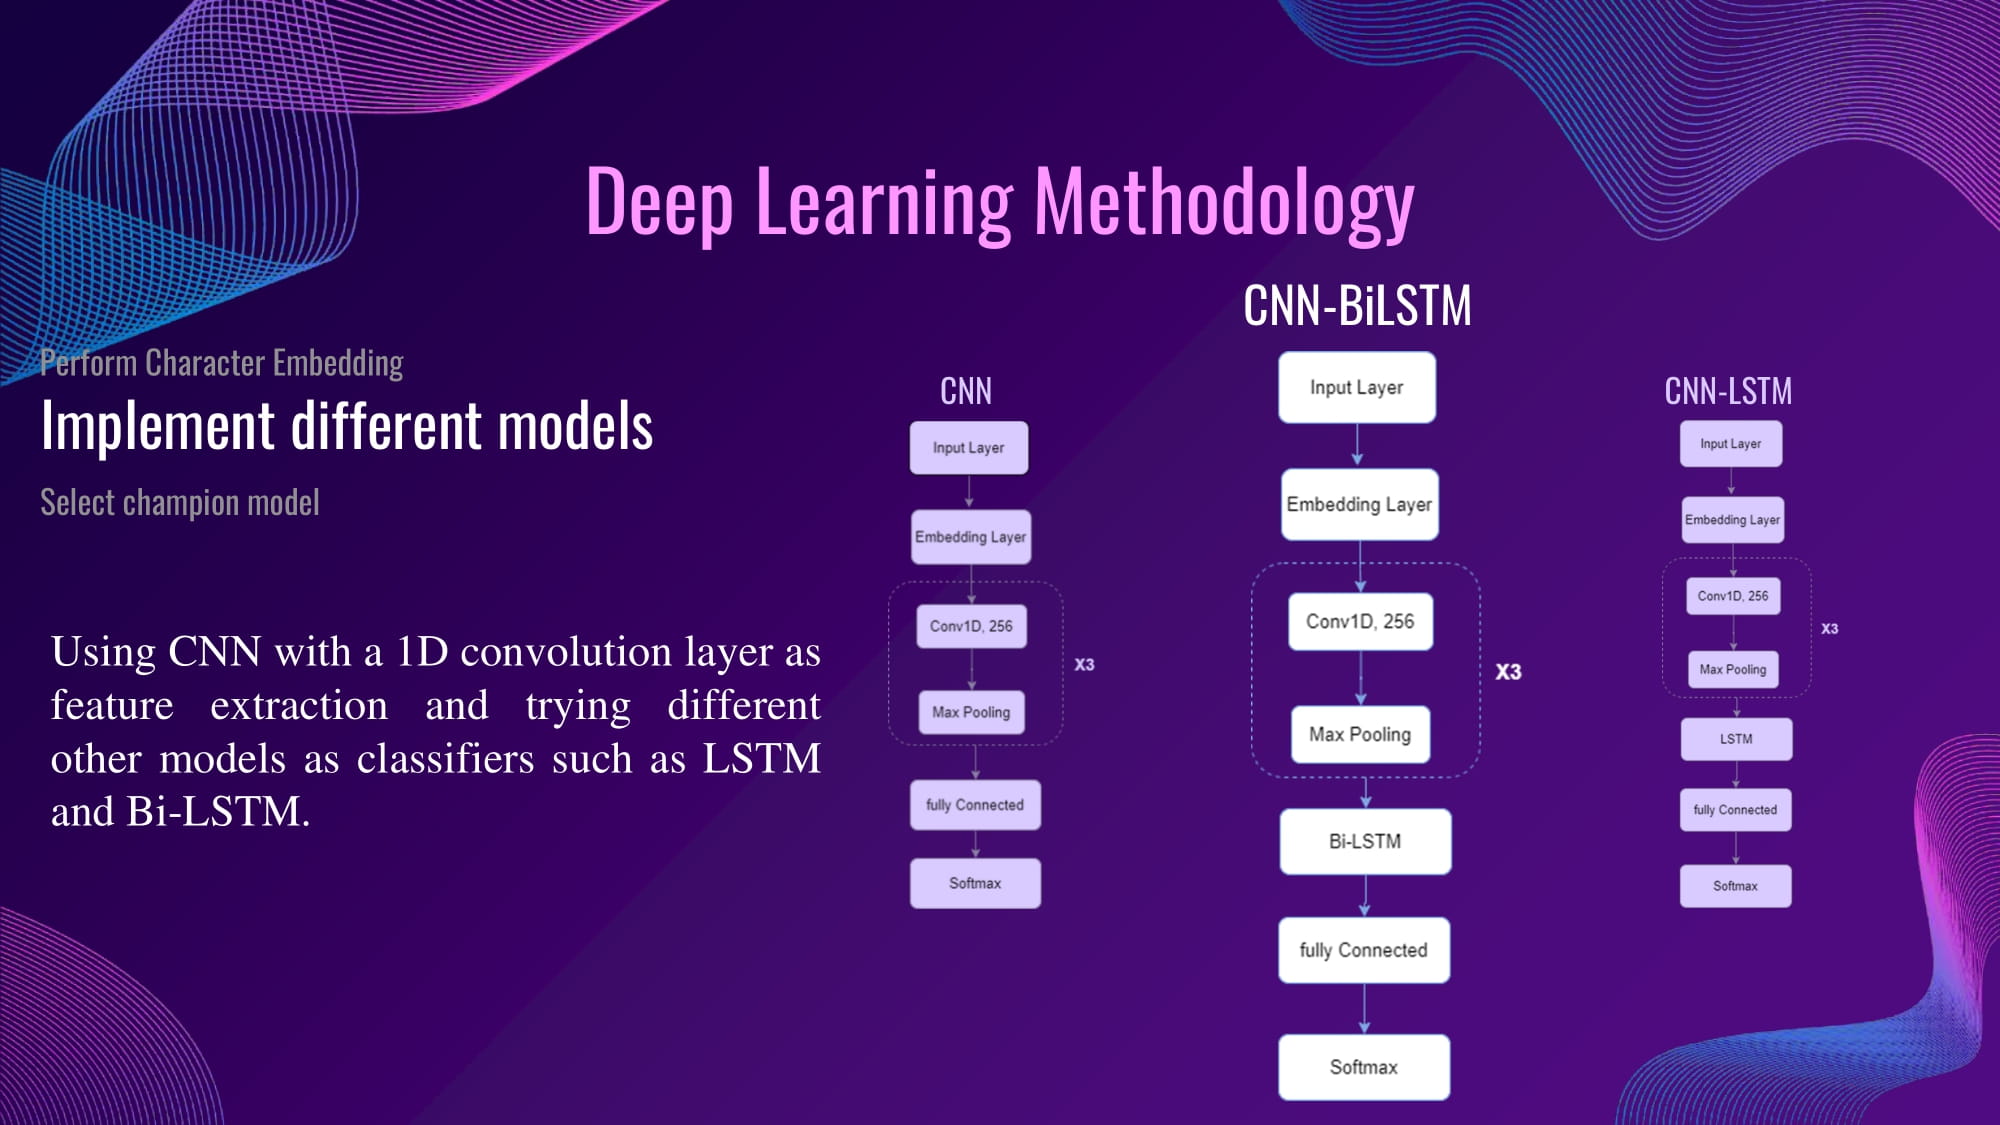 Deep Learning Methodology
Perform Character Embedding
Implement different models
Select champion model
Using CNN with a 1D convolution layer as
feature extraction and trying different
other models as classifiers such as LSTM
and Bi-LSTM.
CNN
Input Layer
Embedding Layer
Conv1D, 256
Max Pooling
X3
fully Connected
Softmax
CNN-BiLSTM
Input Layer
Embedding Layer
Conv1D, 256
Max Pooling
X3
Bi-LSTM
fully Connected
Softmax
CNN-LSTM
Input Layer
Embedding Layer
Conv1D, 256
Max Pooling
X3
LSTM
fully Connected
Softmax